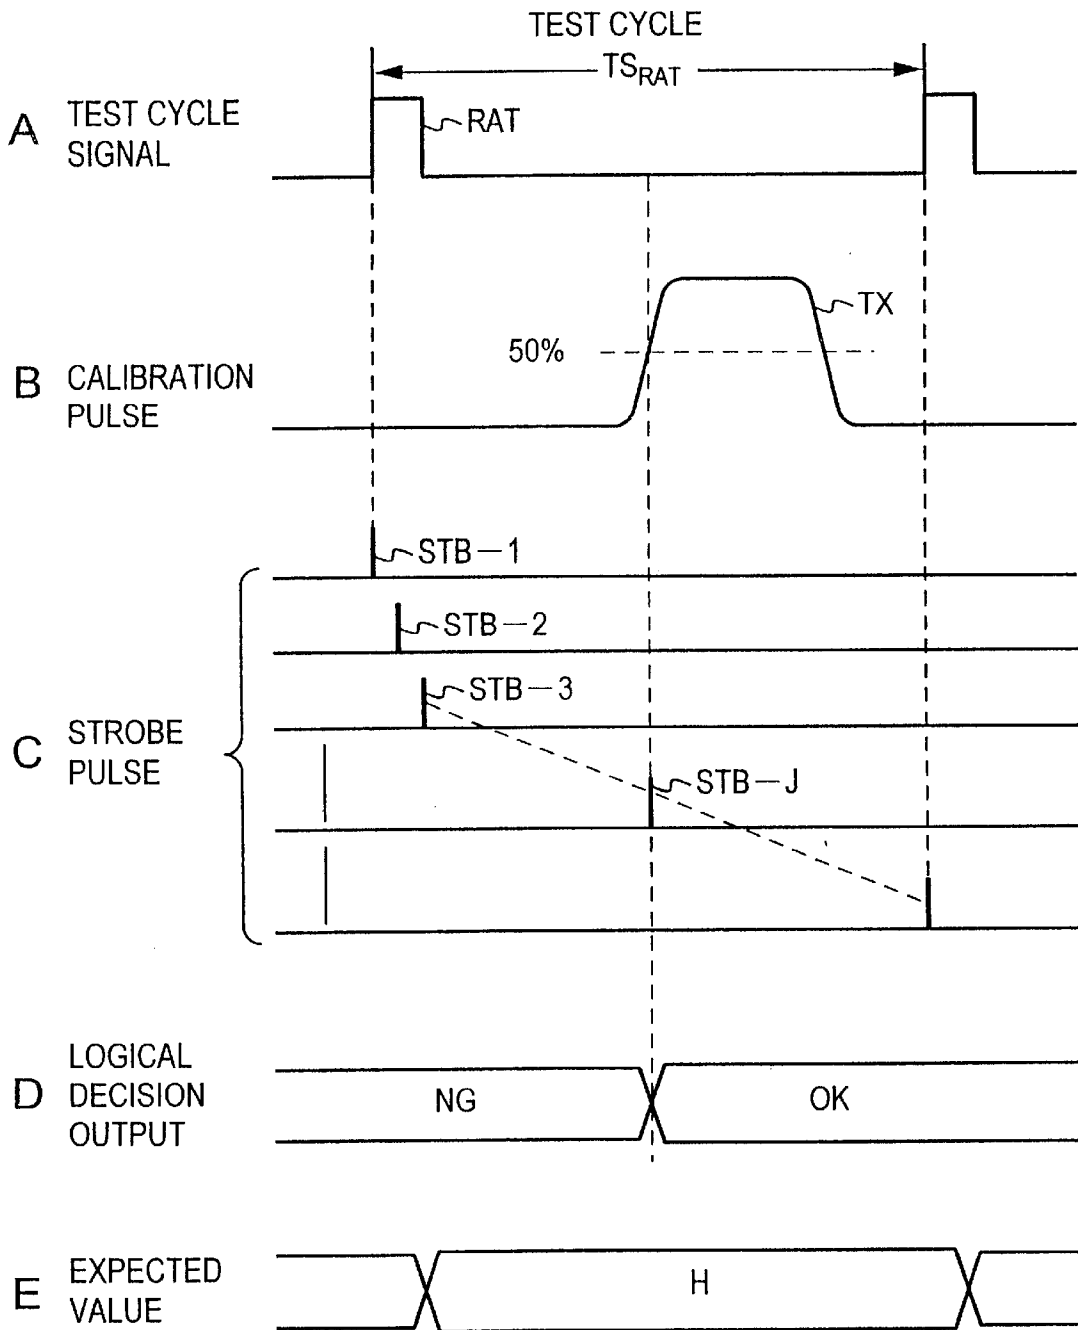 TEST CYCLE
TS_RAT
A TEST CYCLE
SIGNAL
RAT
TX
50%
B CALIBRATION
PULSE
STB－1
STB－2
STB－3
C STROBE
PULSE
STB－J
D LOGICAL
DECISION
OUTPUT
NG
OK
E EXPECTED
VALUE
H